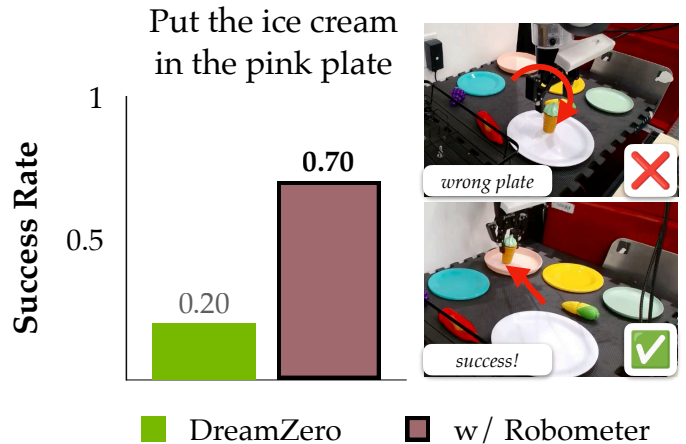 Put the ice cream
in the pink plate
1
0.5
Success Rate
0.20
0.70
wrong plate
success!
DreamZero
w/ Robometer